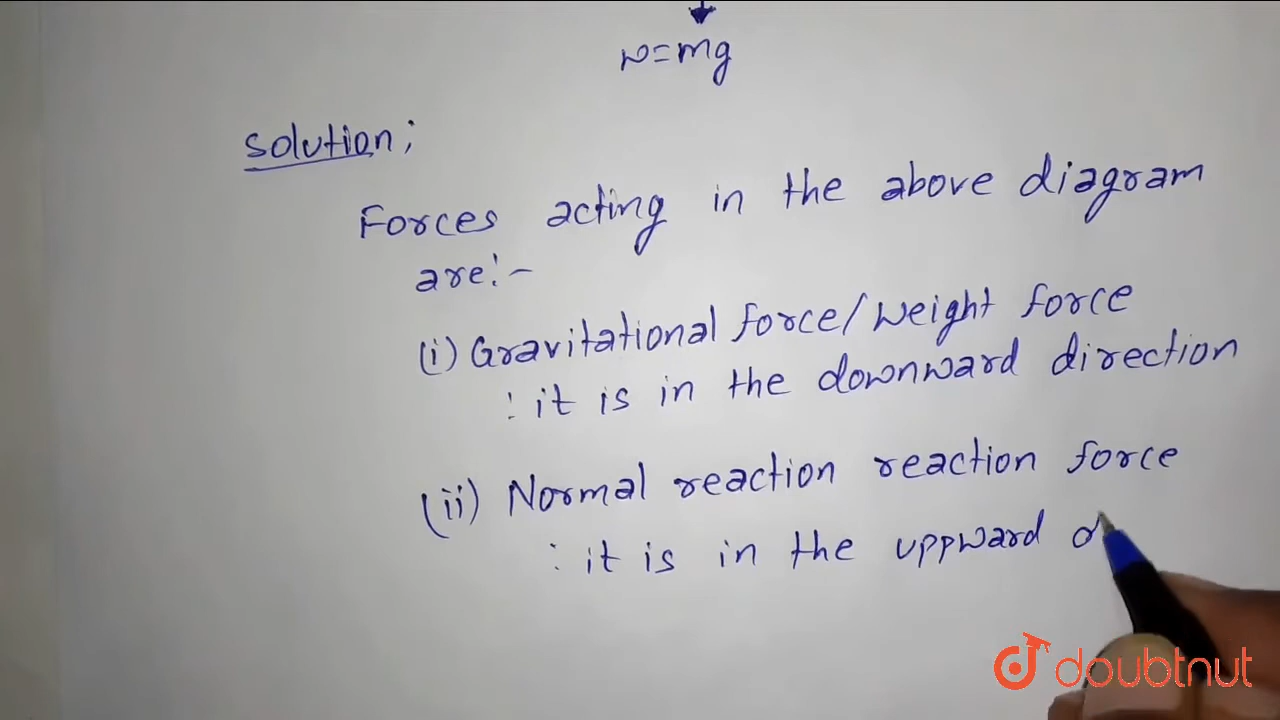 w=mg
Solution;
Forces acting in the above diagram
are:-
(i) Gravitational force/weight force
: it is in the downward direction
(ii) Normal reaction reaction force
: it is in the uppward d
doubtnut